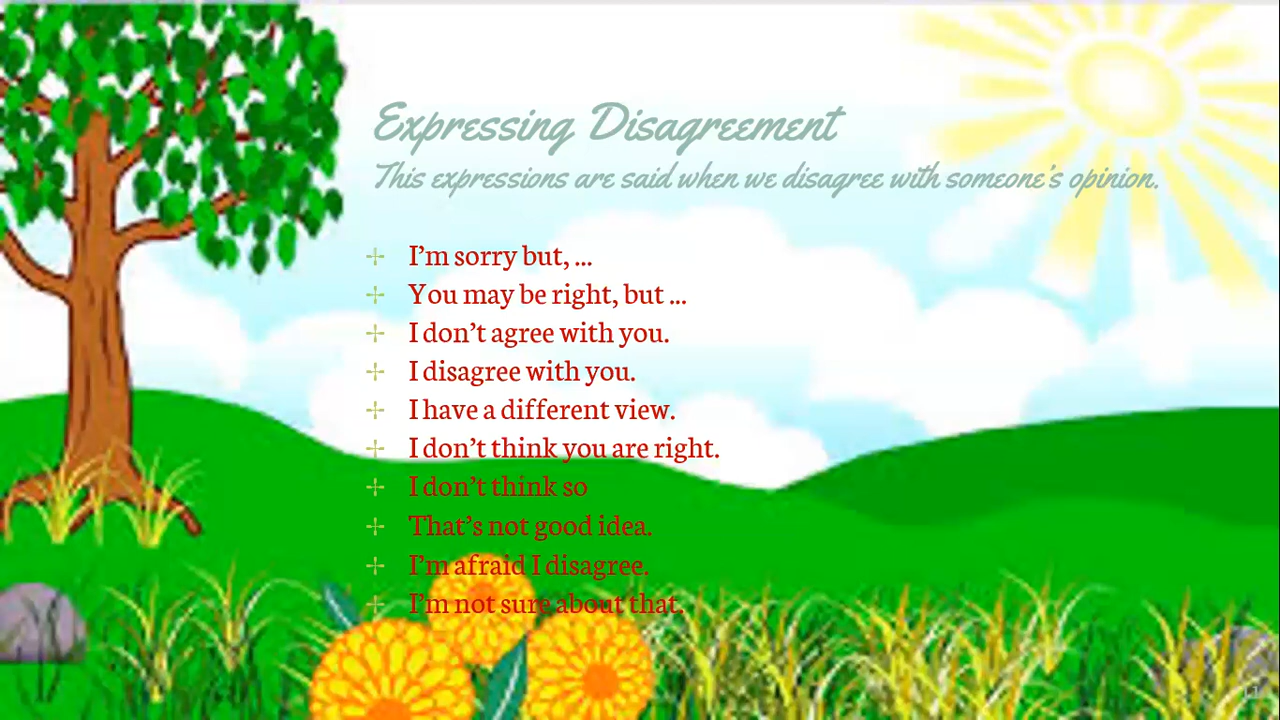 Expressing Disagreement
This expressions are said when we disagree with someone's opinion.
I'm sorry but, ...
You may be right, but ...
I don't agree with you.
I disagree with you.
I have a different view.
I don't think you are right.
I don't think so
That's not good idea.
I'm afraid I disagree.
I'm not sure about that.
11